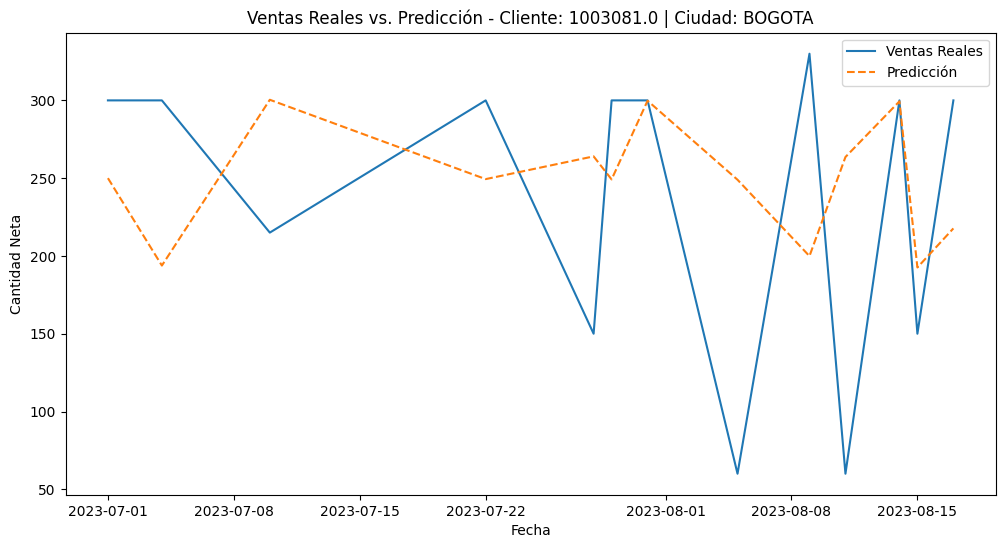 Ventas Reales vs. Predicción - Cliente: 1003081.0 | Ciudad: BOGOTA
Ventas Reales
Predicción
Cantidad Neta
300
250
200
150
100
50
2023-07-01
2023-07-08
2023-07-15
2023-07-22
2023-08-01
2023-08-08
2023-08-15
Fecha